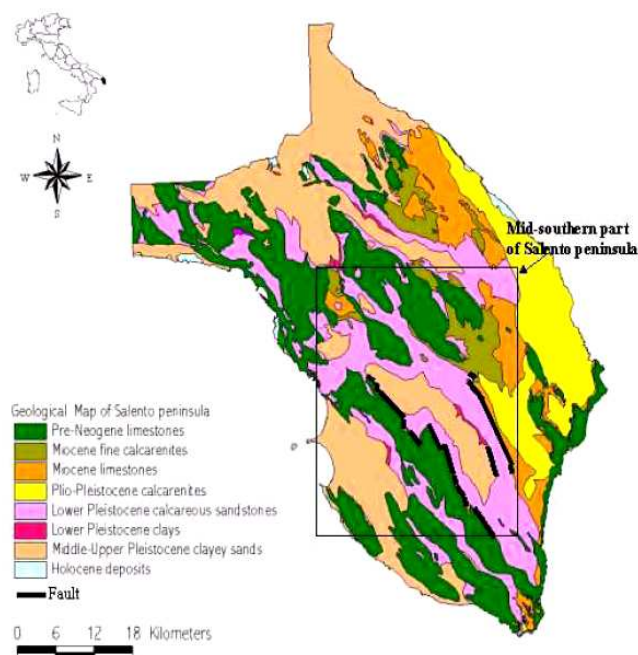 N
W E
S
Mid-southern part
of Salento peninsula
Geological Map of Salento peninsula
Pre-Neogene limestones
Miocene fine calcarenites
Miocene limestones
Plio-Pleistocene calcarenites
Lower Pleistocene calcareous sandstones
Lower Pleistocene clays
Middle-Upper Pleistocene clayey sands
Holocene deposits
Fault
0 6 12 18 Kilometers